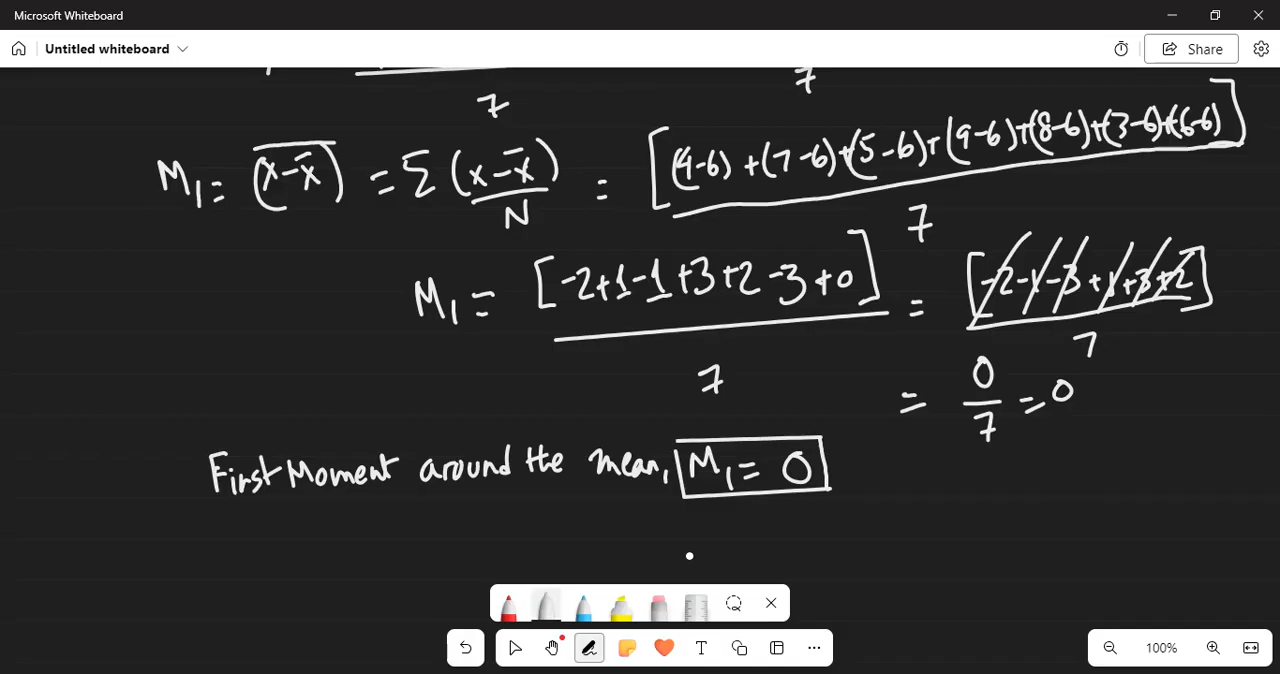 Microsoft Whiteboard
Untitled whiteboard
Share
7 7
M₁ = (x-x̄) = Σ (x-x̄)/N = [(4-6)+(7-6)+(5-6)+(9-6)+(8-6)+(3-6)+(6-6)]/7
M₁ = [-2+1-1+3+2-3+0]/7 = [-2-1-3+1+3+2]/7
= 0/7 = 0
First Moment around the mean, M₁ = 0
100%